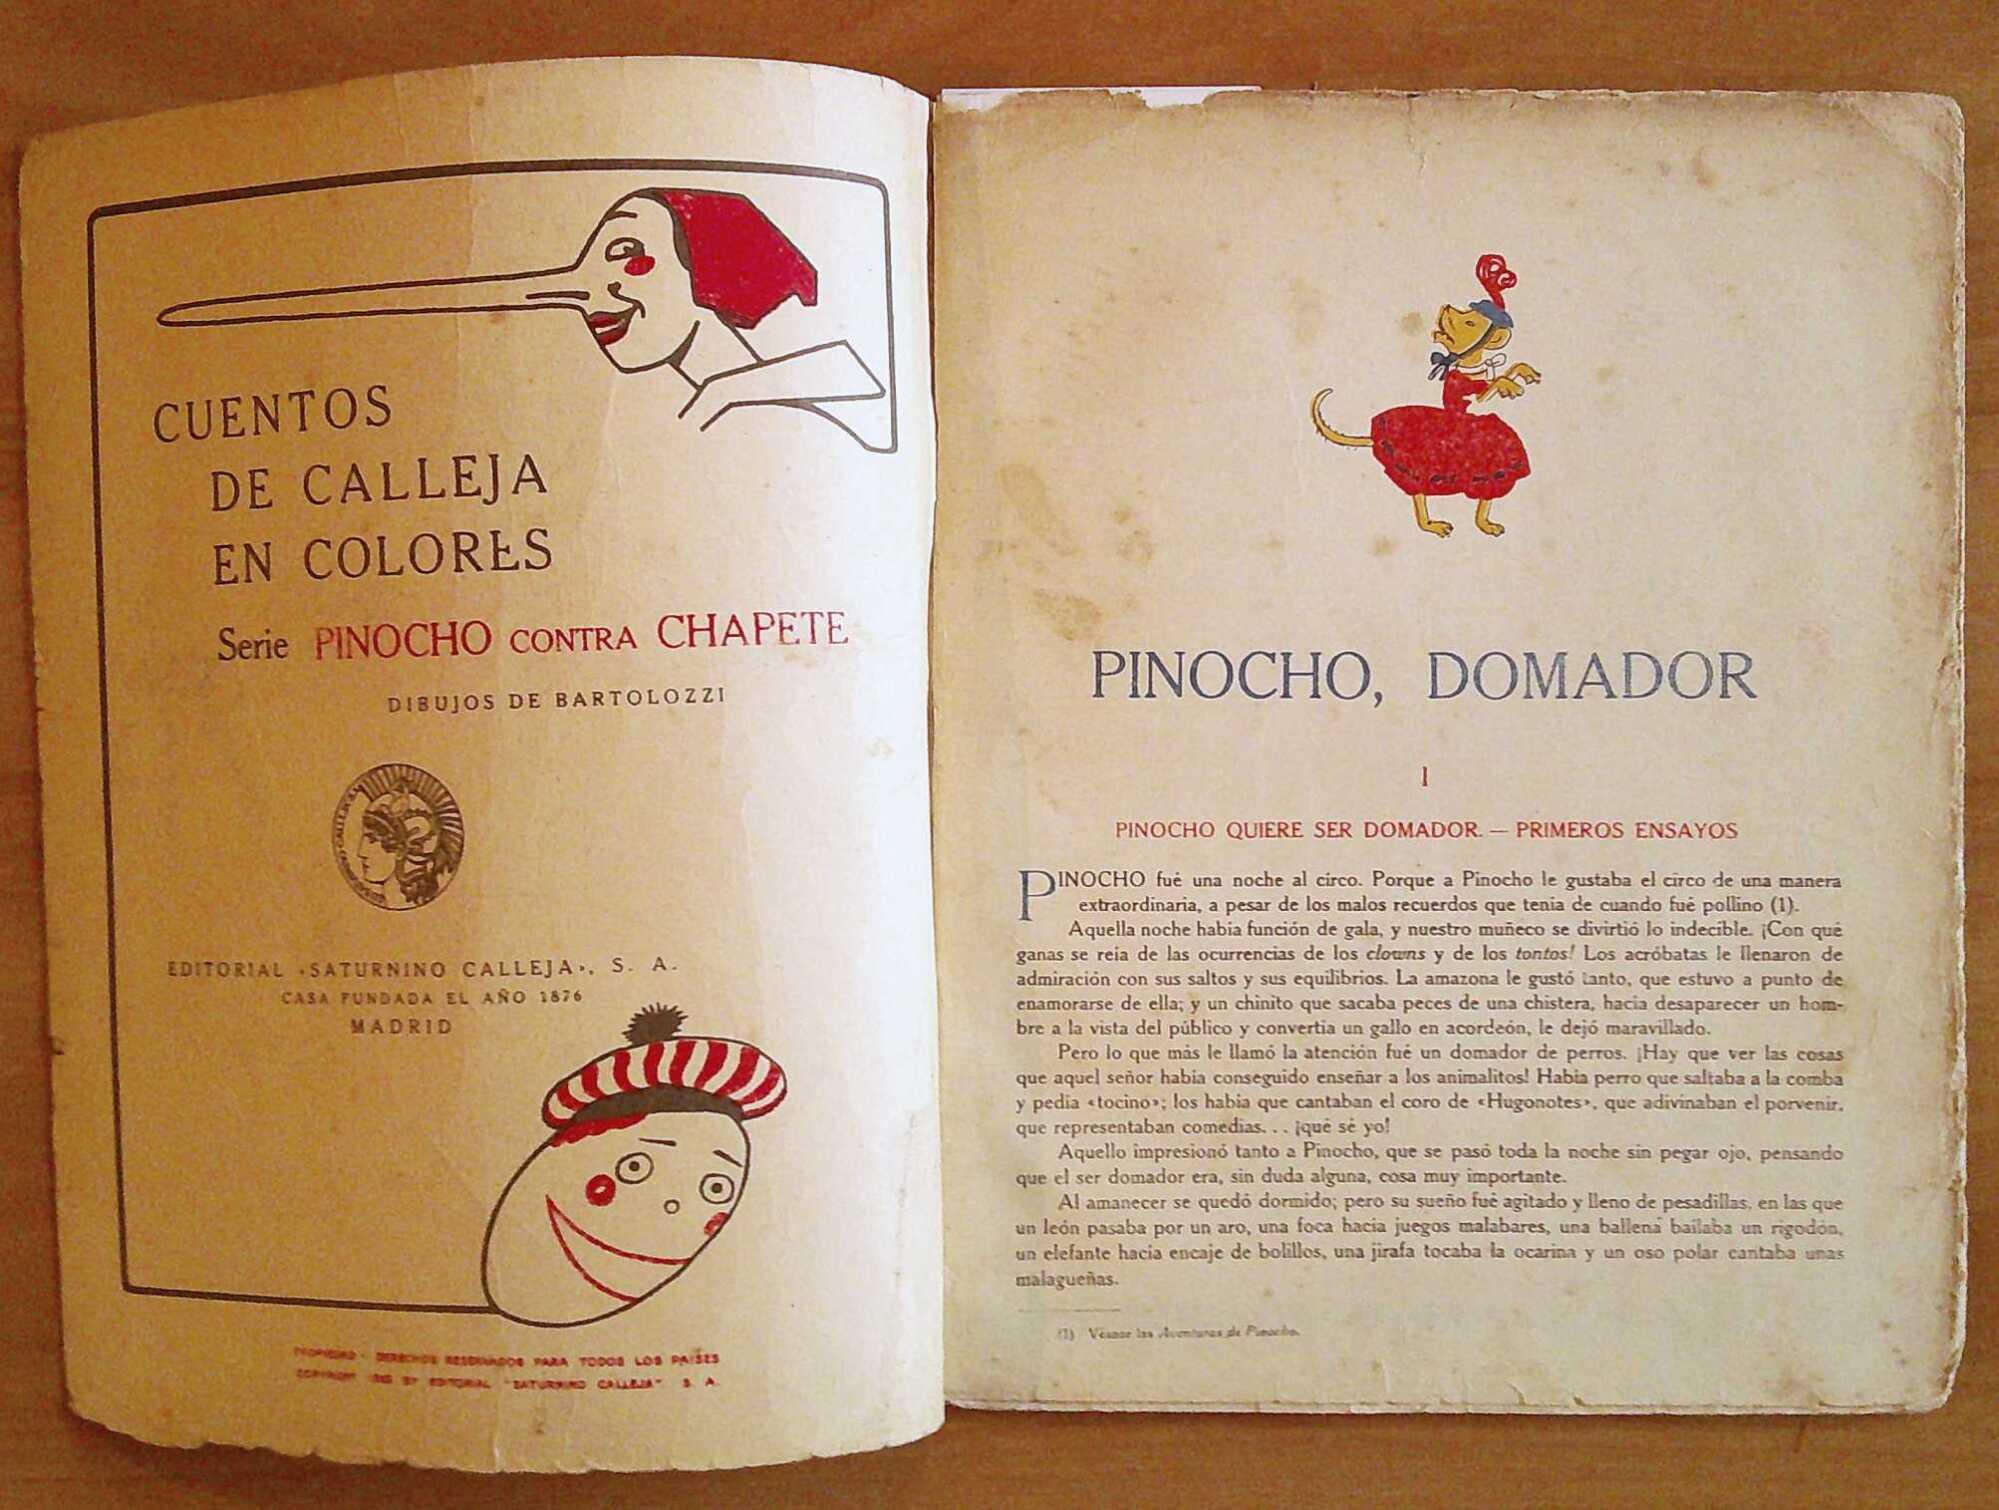 CUENTOS
DE CALLEJA
EN COLORES
Serie PINOCHO CONTRA CHAPETE
DIBUJOS DE BARTOLOZZI
EDITORIAL «SATURNINO CALLEJA», S. A.
CASA FUNDADA EL AÑO 1876
MADRID
PROPIEDAD - DERECHOS RESERVADOS PARA TODOS LOS PAÍSES
COPYRIGHT BY EDITORIAL "SATURNINO CALLEJA" S. A.
PINOCHO, DOMADOR
I
PINOCHO QUIERE SER DOMADOR. — PRIMEROS ENSAYOS
PINOCHO fué una noche al circo. Porque a Pinocho le gustaba el circo de una manera
extraordinaria, a pesar de los malos recuerdos que tenía de cuando fué pollino (1).
Aquella noche había función de gala, y nuestro muñeco se divirtió lo indecible. ¡Con qué
ganas se reía de las ocurrencias de los clowns y de los tontos! Los acróbatas le llenaron de
admiración con sus saltos y sus equilibrios. La amazona le gustó tanto, que estuvo a punto de
enamorarse de ella; y un chinito que sacaba peces de una chistera, hacía desaparecer un hom-
bre a la vista del público y convertía un gallo en acordeón, le dejó maravillado.
Pero lo que más le llamó la atención fué un domador de perros. ¡Hay que ver las cosas
que aquel señor había conseguido enseñar a los animalitos! Había perro que saltaba a la comba
y pedía «tocino»; los había que cantaban el coro de «Hugonotes», que adivinaban el porvenir,
que representaban comedias. . . ¡qué sé yo!
Aquello impresionó tanto a Pinocho, que se pasó toda la noche sin pegar ojo, pensando
que el ser domador era, sin duda alguna, cosa muy importante.
Al amanecer se quedó dormido; pero su sueño fué agitado y lleno de pesadillas, en las que
un león pasaba por un aro, una foca hacía juegos malabares, una ballena bailaba un rigodón,
un elefante hacía encaje de bolillos, una jirafa tocaba la ocarina y un oso polar cantaba unas
malagueñas.
(1) Véanse las Aventuras de Pinocho.